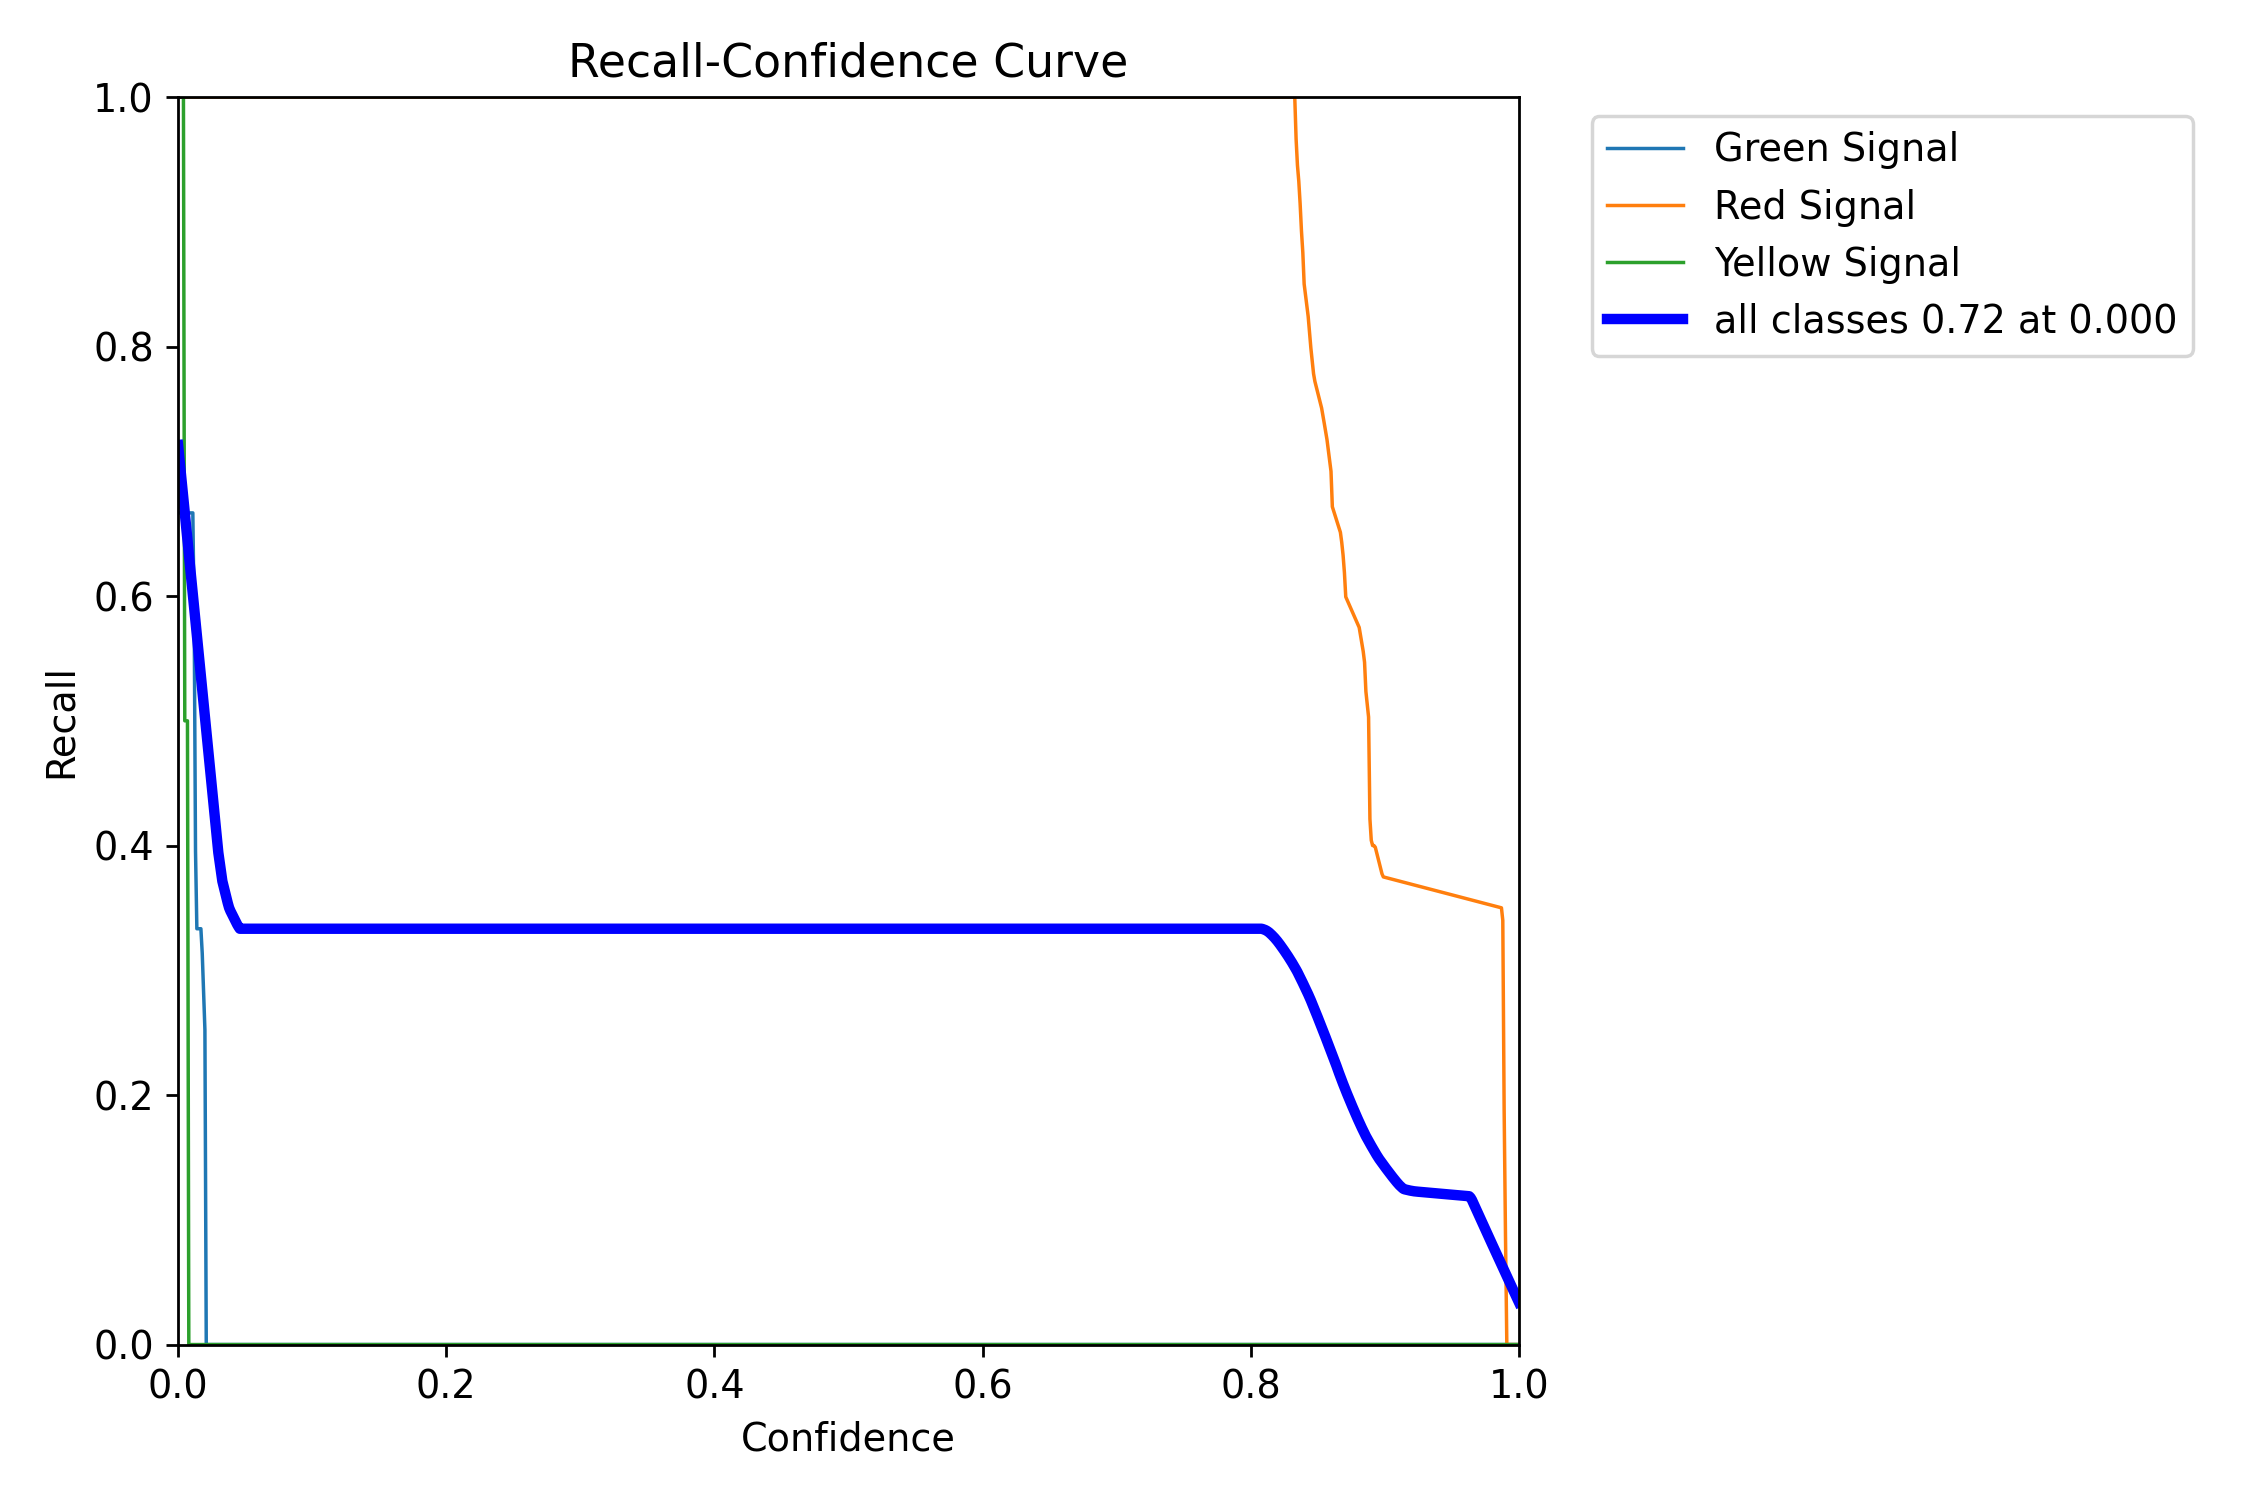 Recall-Confidence Curve
1.0
0.8
0.6
0.4
0.2
0.0
Recall
0.0 0.2 0.4 0.6 0.8 1.0
Confidence
Green Signal
Red Signal
Yellow Signal
all classes 0.72 at 0.000